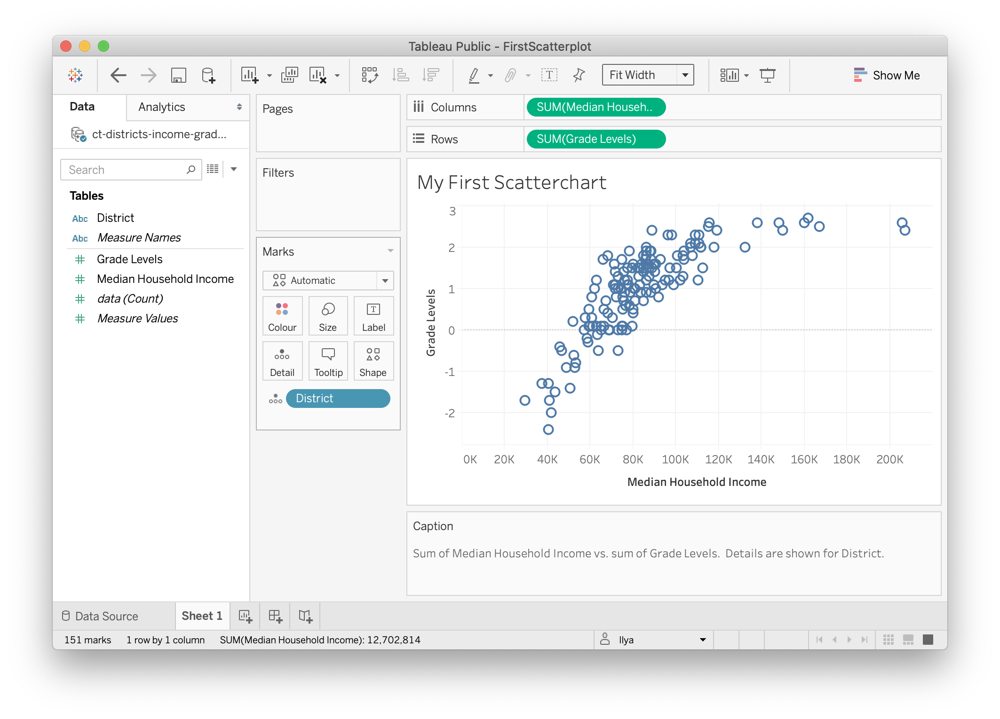 Tableau Public - FirstScatterplot
Fit Width
Show Me
Data
Analytics
ct-districts-income-grad...
Search
Tables
Abc District
Abc Measure Names
Grade Levels
Median Household Income
data (Count)
Measure Values
Pages
Filters
Marks
Automatic
Colour
Size
T
Label
Detail
Tooltip
Shape
District
Columns
SUM(Median Househ..
Rows
SUM(Grade Levels)
My First Scatterchart
Grade Levels
3
2
1
0
-1
-2
0K 20K 40K 60K 80K 100K 120K 140K 160K 180K 200K
Median Household Income
Caption
Sum of Median Household Income vs. sum of Grade Levels. Details are shown for District.
Data Source
Sheet 1
151 marks 1 row by 1 column SUM(Median Household Income): 12,702,814
Ilya